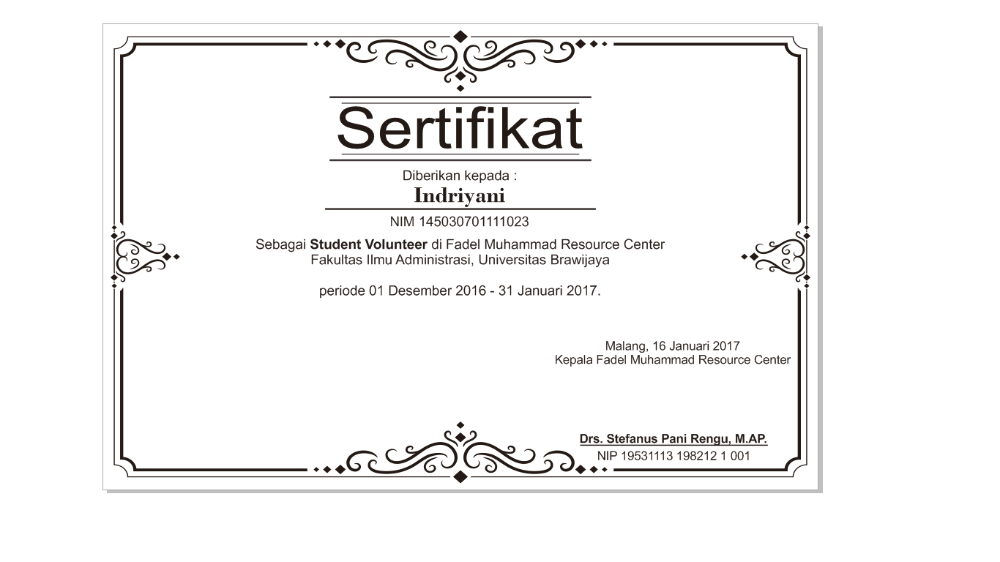 Sertifikat
Diberikan kepada :
Indriyani
NIM 145030701111023
Sebagai Student Volunteer di Fadel Muhammad Resource Center
Fakultas Ilmu Administrasi, Universitas Brawijaya
periode 01 Desember 2016 - 31 Januari 2017.
Malang, 16 Januari 2017
Kepala Fadel Muhammad Resource Center
Drs. Stefanus Pani Rengu, M.AP.
NIP 19531113 198212 1 001